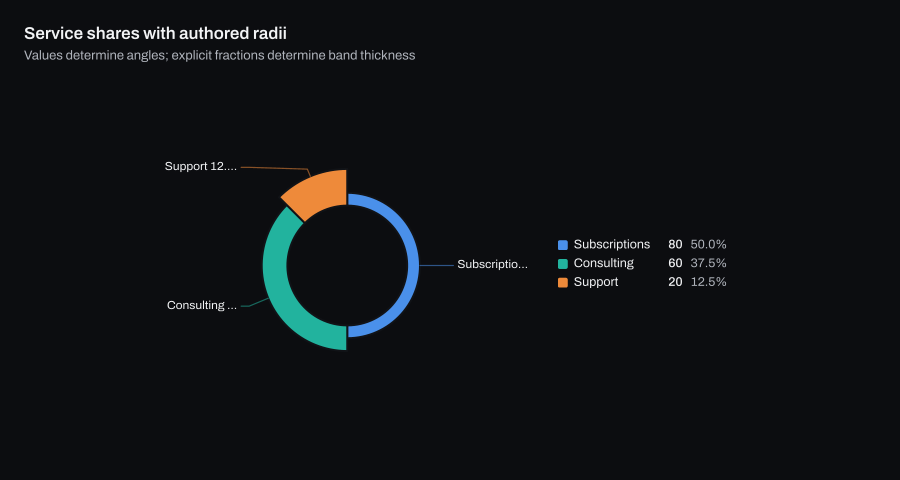 Service shares with authored radii
Values determine angles; explicit fractions determine band thickness
Support 12....
Subscriptio...
Consulting ...
Subscriptions 80 50.0%
Consulting 60 37.5%
Support 20 12.5%